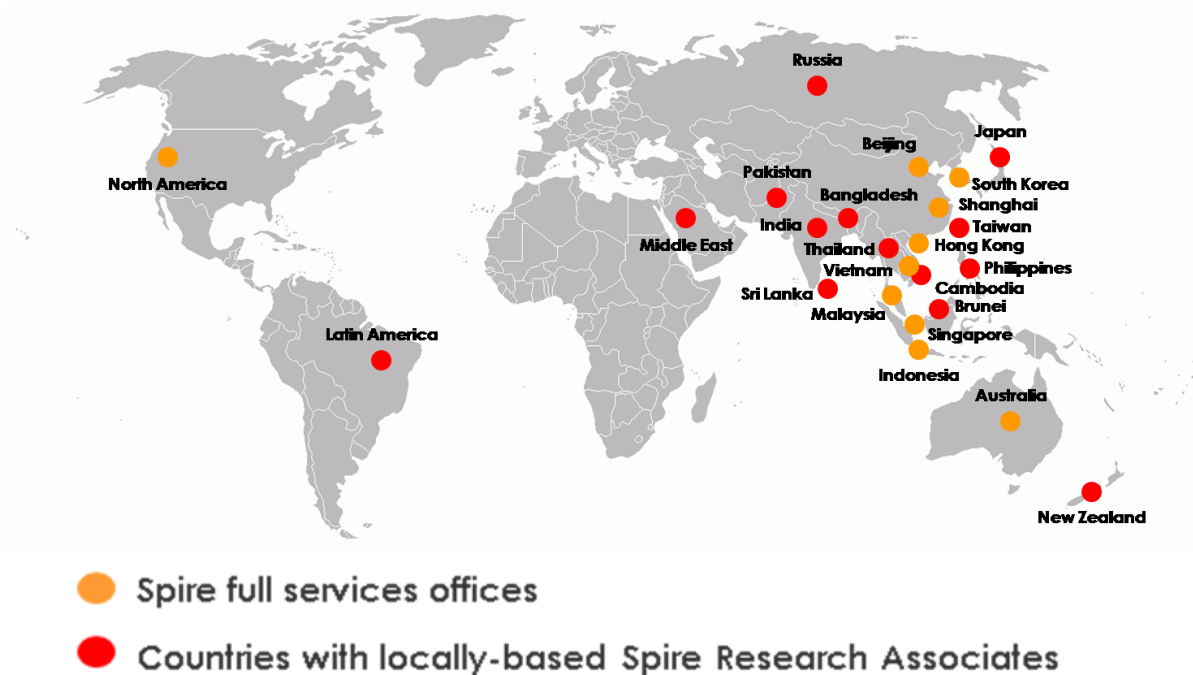 Russia
Japan
Beijing
Pakistan
South Korea
North America
Bangladesh
Shanghai
India
Taiwan
Middle East
Thailand
Hong Kong
Vietnam
Philippines
Sri Lanka
Cambodia
Malaysia
Brunei
Latin America
Singapore
Indonesia
Australia
New Zealand
Spire full services offices
Countries with locally-based Spire Research Associates